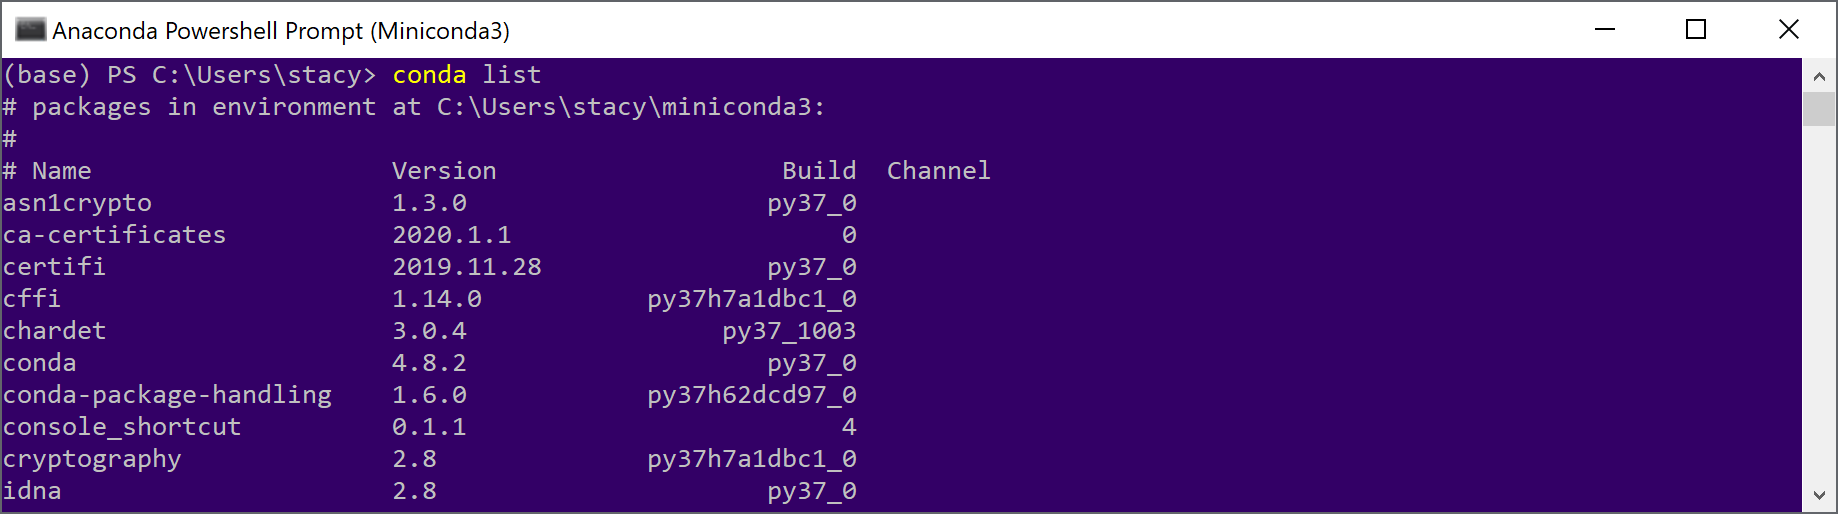 Anaconda Powershell Prompt (Miniconda3)
(base) PS C:\Users\stacy> conda list
# packages in environment at C:\Users\stacy\miniconda3:
#
# Name                    Version                   Build  Channel
asn1crypto                1.3.0                    py37_0
ca-certificates           2020.1.1                      0
certifi                   2019.11.28               py37_0
cffi                      1.14.0           py37h7a1dbc1_0
chardet                   3.0.4                 py37_1003
conda                     4.8.2                    py37_0
conda-package-handling    1.6.0            py37h62dcd97_0
console_shortcut          0.1.1                         4
cryptography              2.8              py37h7a1dbc1_0
idna                      2.8                      py37_0